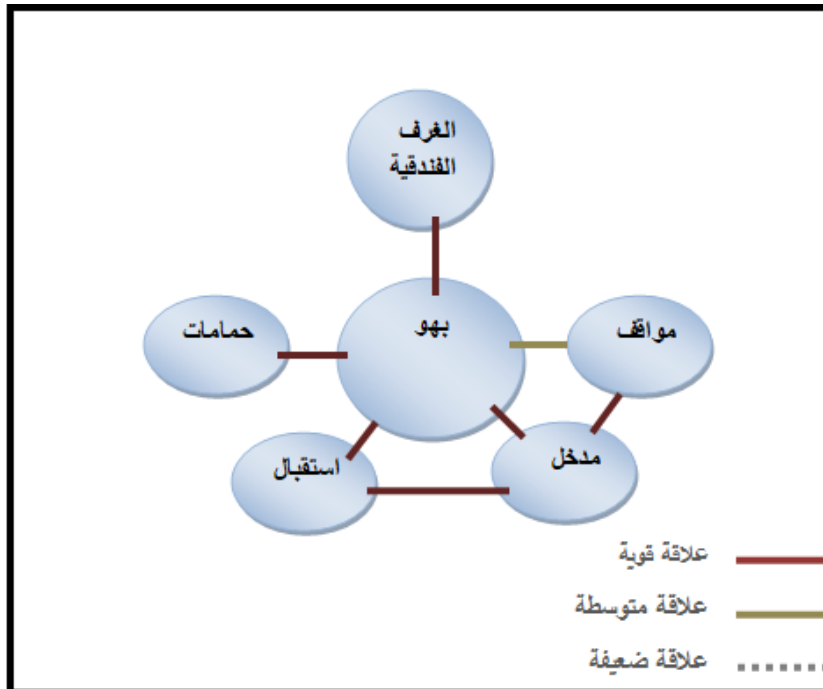 الغرف
الفندقية
بهو
مواقف
حمامات
مدخل
استقبال
علاقة قوية
علاقة متوسطة
علاقة ضعيفة